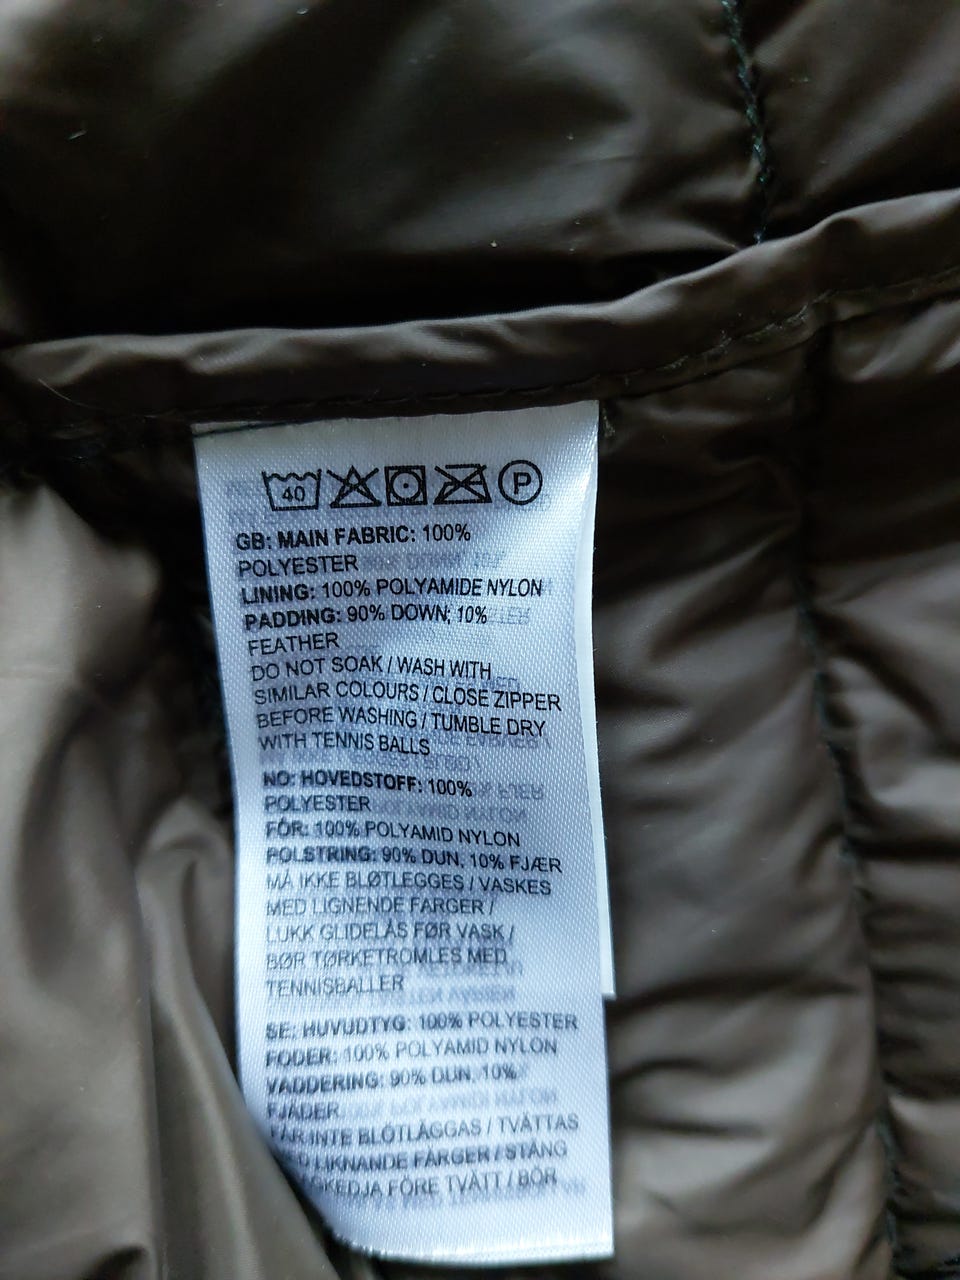 40 P
GB: MAIN FABRIC: 100%
POLYESTER
LINING: 100% POLYAMIDE NYLON
PADDING: 90% DOWN; 10%
FEATHER
DO NOT SOAK / WASH WITH
SIMILAR COLOURS / CLOSE ZIPPER
BEFORE WASHING / TUMBLE DRY
WITH TENNIS BALLS
NO: HOVEDSTOFF: 100%
POLYESTER
FÔR: 100% POLYAMID NYLON
POLSTRING: 90% DUN, 10% FJÆR
MÅ IKKE BLØTLEGGES / VASKES
MED LIGNENDE FARGER /
LUKK GLIDELÅS FØR VASK /
BØR TØRKETROMLES MED
TENNISBALLER
SE: HUVUDTYG: 100% POLYESTER
FODER: 100% POLYAMID NYLON
VADDERING: 90% DUN, 10%
FJÄDER
INTE BLÖTLÄGGAS / TVÄTTAS
LIKNANDE FÄRGER / STÄNG
FÖRE TVÄTT / BÖR